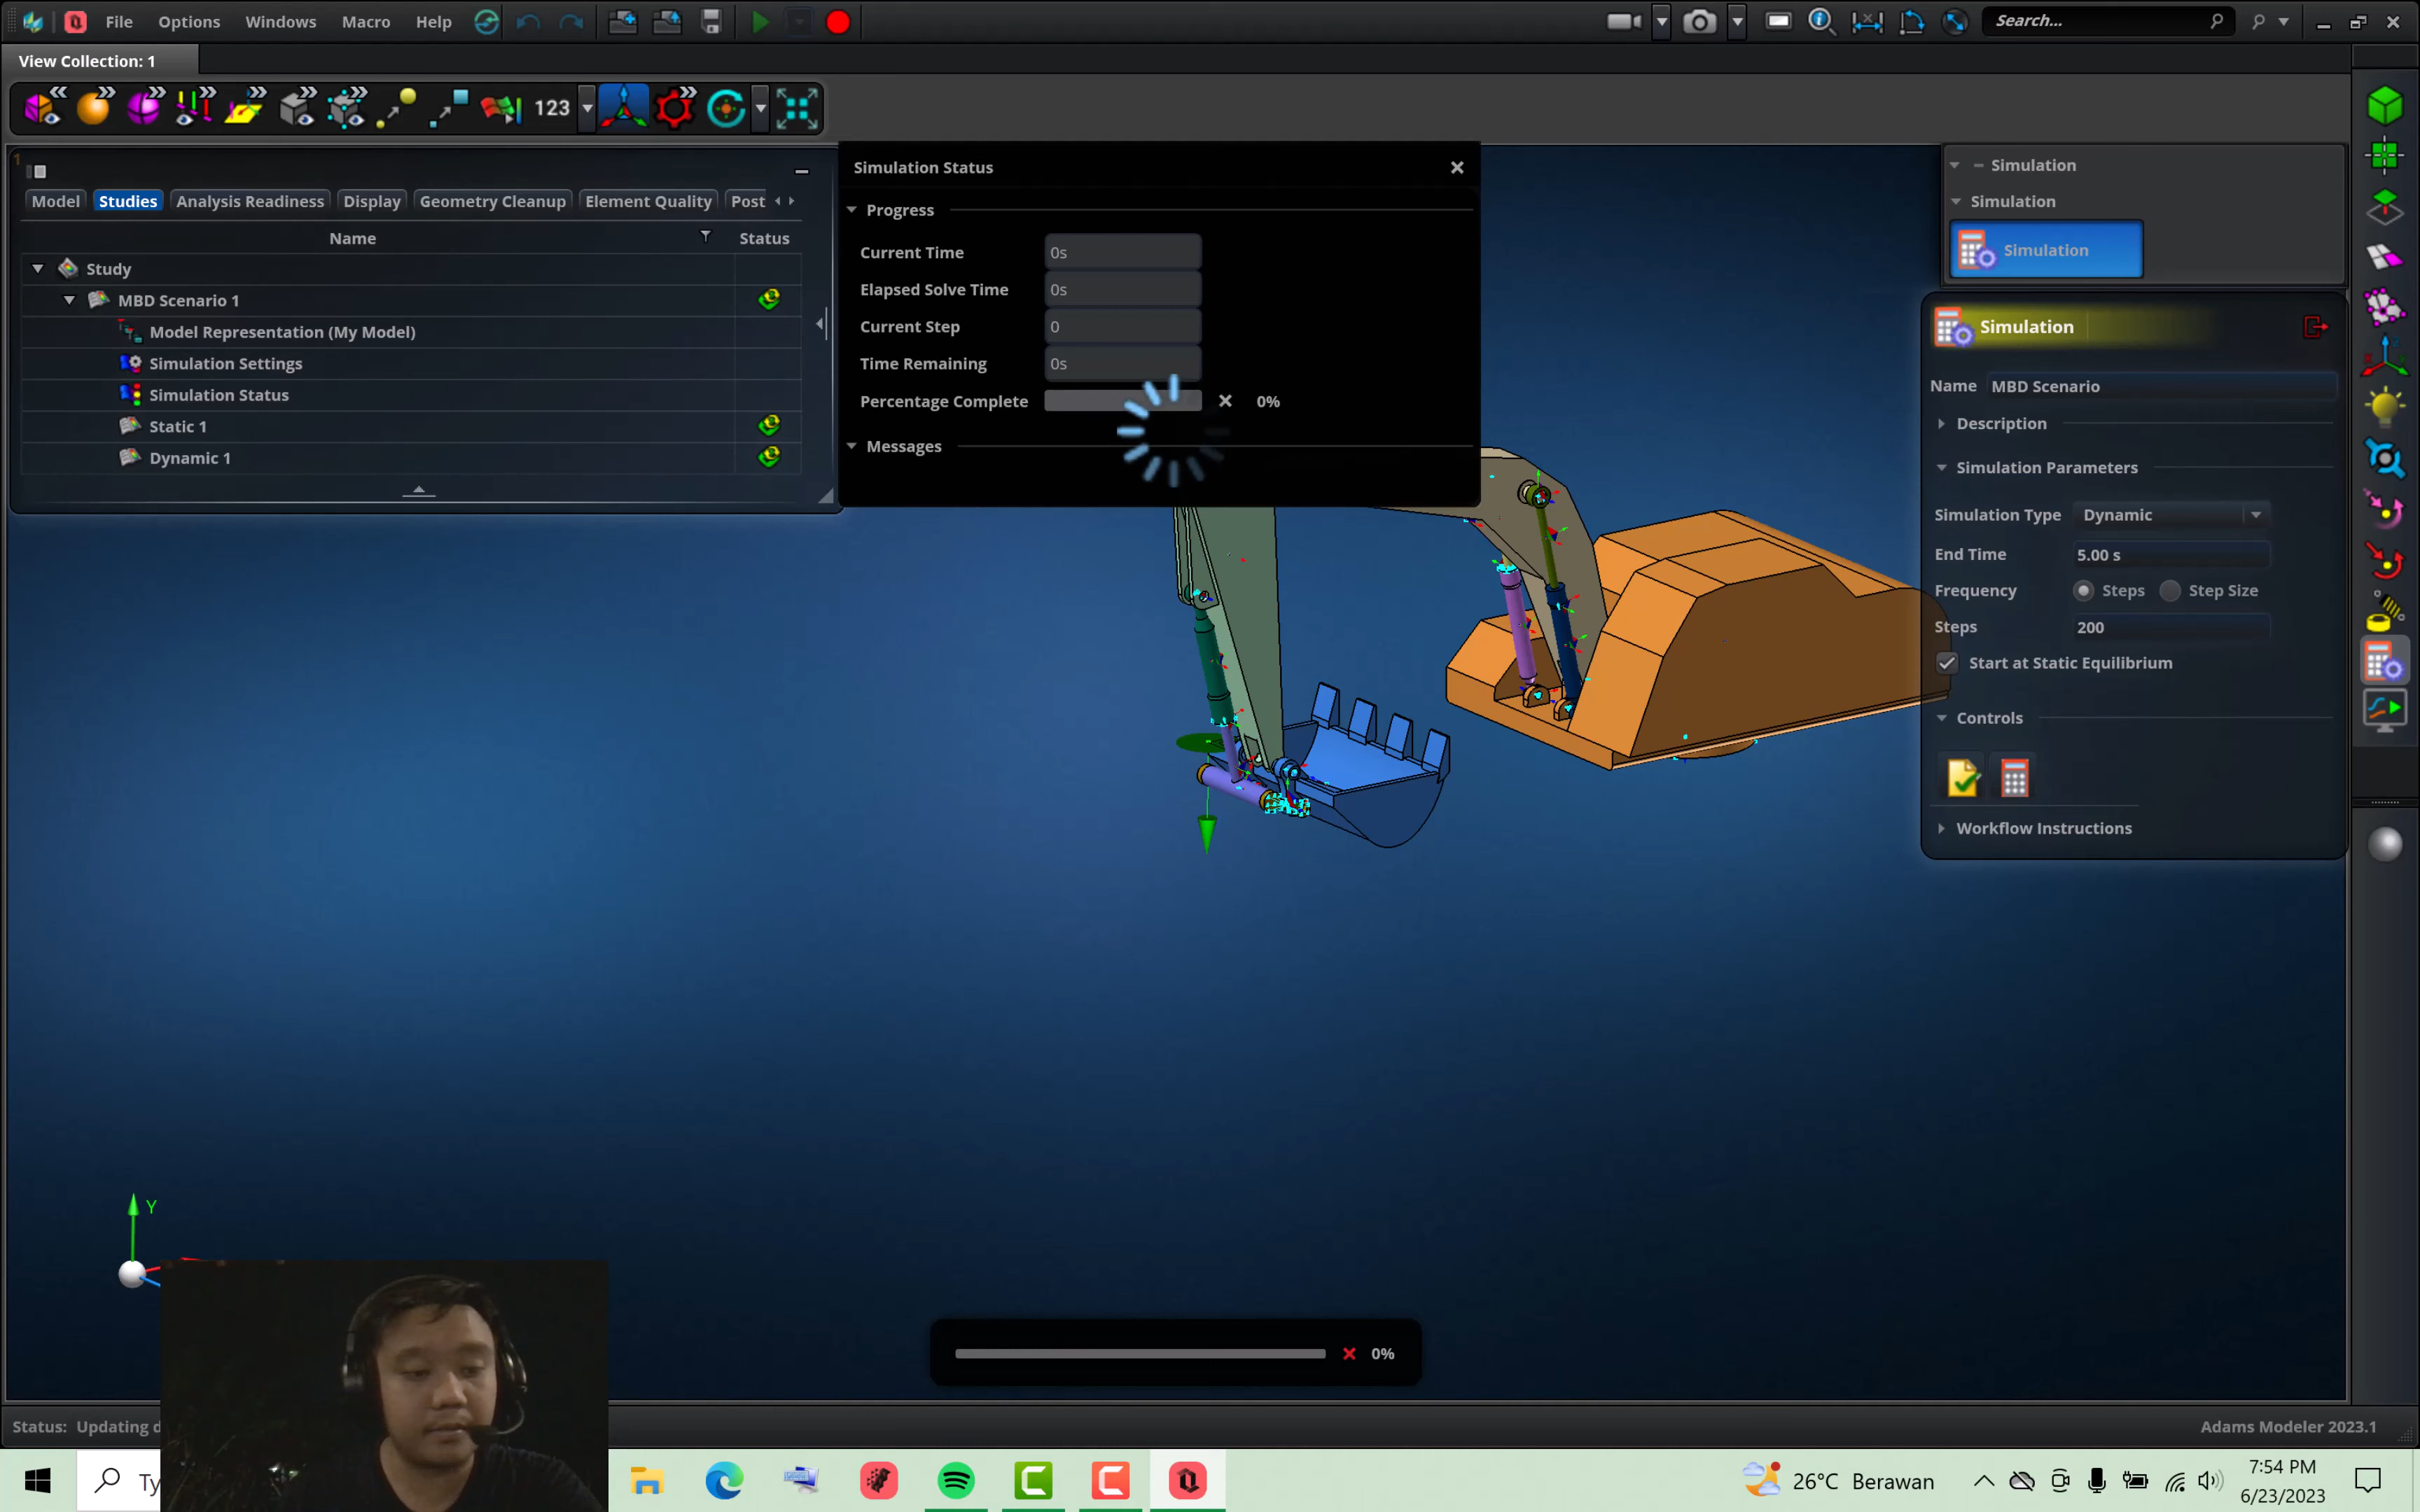 File Options Windows Macro Help
Search...
View Collection: 1
123
1
Model Studies Analysis Readiness Display Geometry Cleanup Element Quality Post
Name Status
Study
MBD Scenario 1
Model Representation (My Model)
Simulation Settings
Simulation Status
Static 1
Dynamic 1
Simulation Status
Progress
Current Time 0s
Elapsed Solve Time 0s
Current Step 0
Time Remaining 0s
Percentage Complete 0%
Messages
Simulation
Simulation
Simulation
Simulation
Name MBD Scenario
Description
Simulation Parameters
Simulation Type Dynamic
End Time 5.00 s
Frequency Steps Step Size
Steps 200
Start at Static Equilibrium
Controls
Workflow Instructions
Y
0%
Status: Updating
Adams Modeler 2023.1
26°C Berawan
7:54 PM
6/23/2023